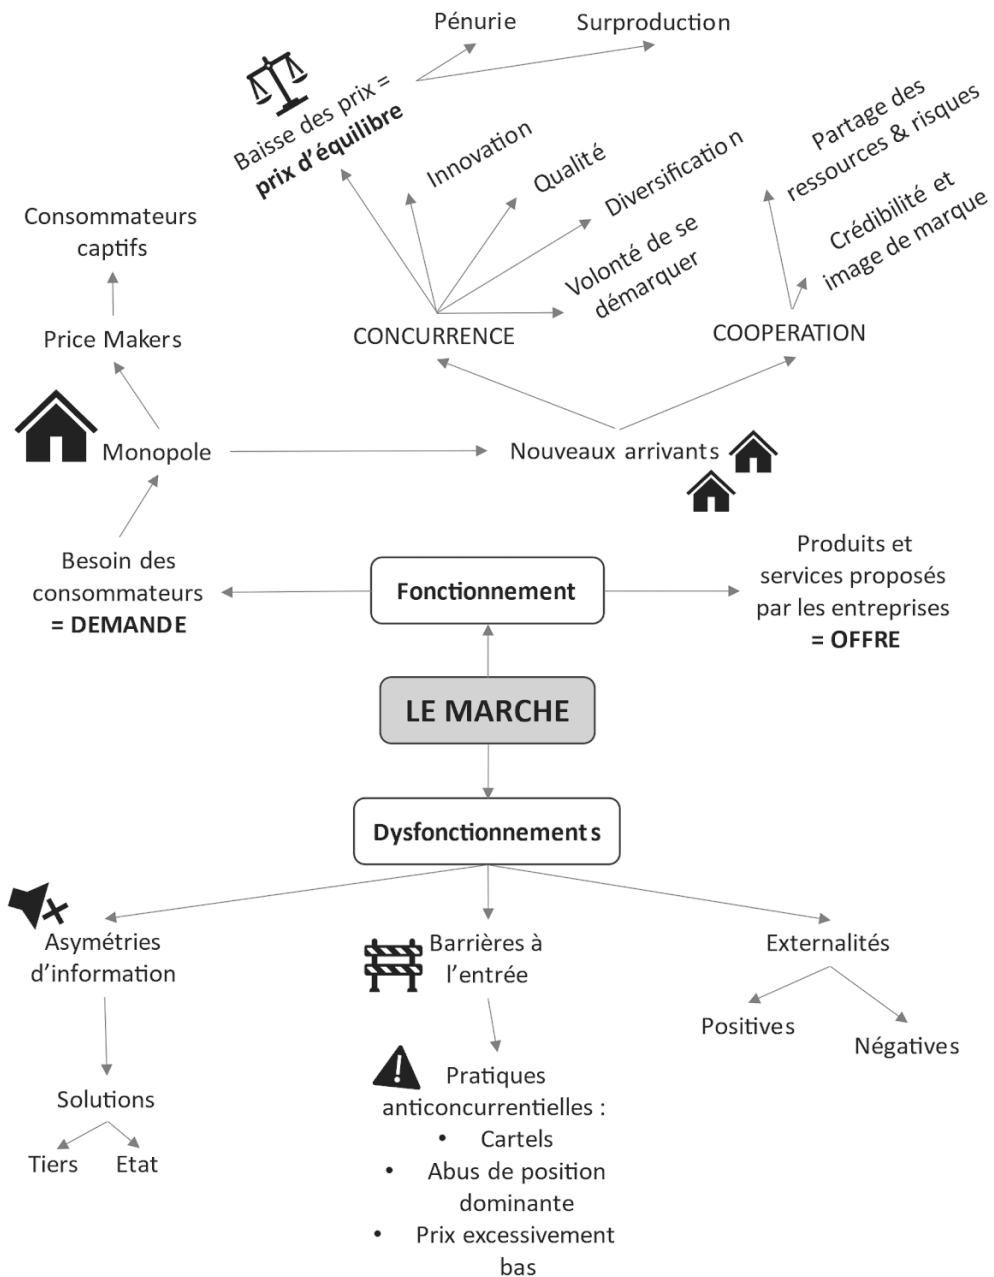 Pénurie
Surproduction
Baisse des prix =
prix d'équilibre
Innovation
Qualité
Diversification
Volonté de se
démarquer
Partage des
ressources & risques
Crédibilité et
image de marque
Consommateurs
captifs
Price Makers
CONCURRENCE
COOPERATION
Monopole
Nouveaux arrivants
Besoin des
consommateurs
= DEMANDE
Fonctionnement
Produits et
services proposés
par les entreprises
= OFFRE
LE MARCHE
Dysfonctionnements
Asymétries
d'information
Barrières à
l'entrée
Externalités
Positives
Négatives
Solutions
Tiers
Etat
Pratiques
anticoncurrentielles :
• Cartels
• Abus de position
dominante
• Prix excessivement
bas